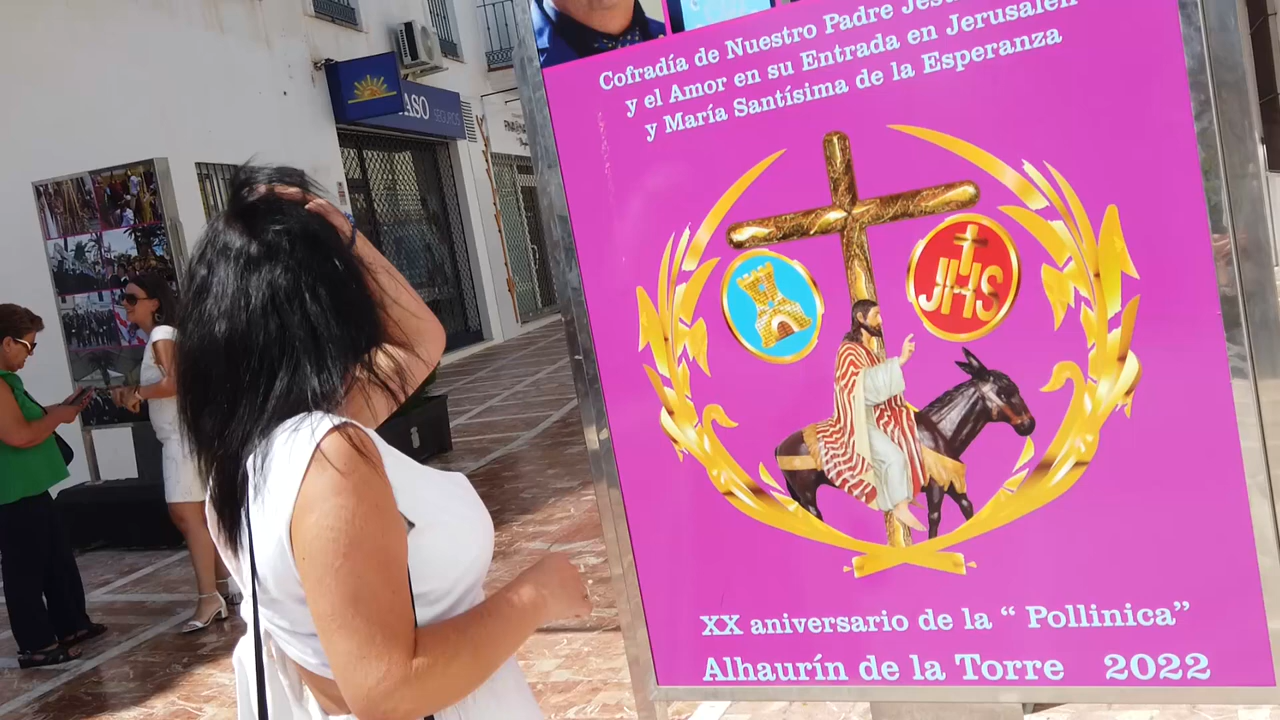 Cofradía de Nuestro Padre
y el Amor en su Entrada en Jerusalén
y María Santísima de la Esperanza
JHS
XX aniversario de la “ Pollinica”
Alhaurín de la Torre 2022
ASO
SEGUROS